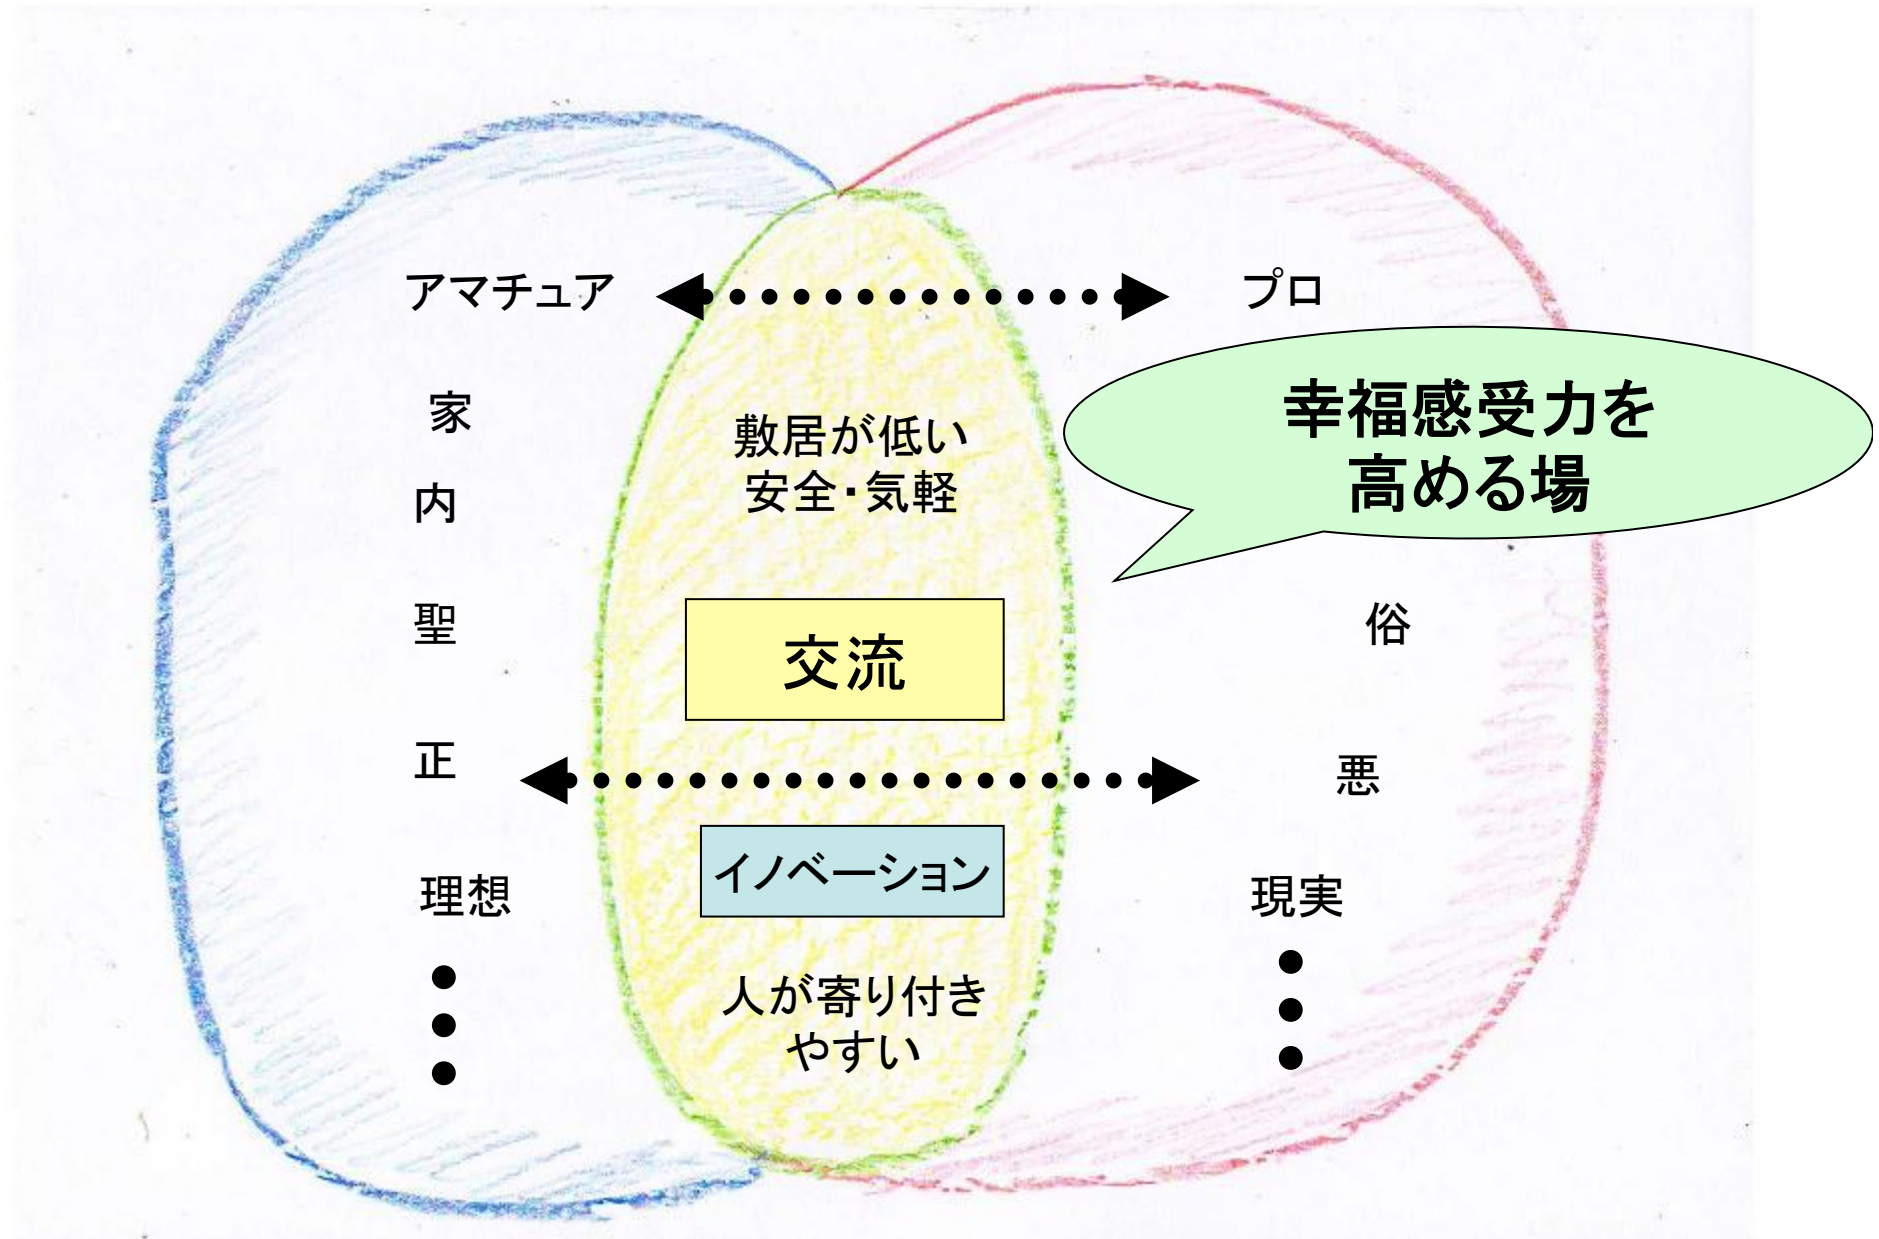 アマチュア
プロ
家
内
聖
正
理想
敷居が低い
安全・気軽
交流
イノベーション
人が寄り付き
やすい
幸福感受力を
高める場
俗
悪
現実